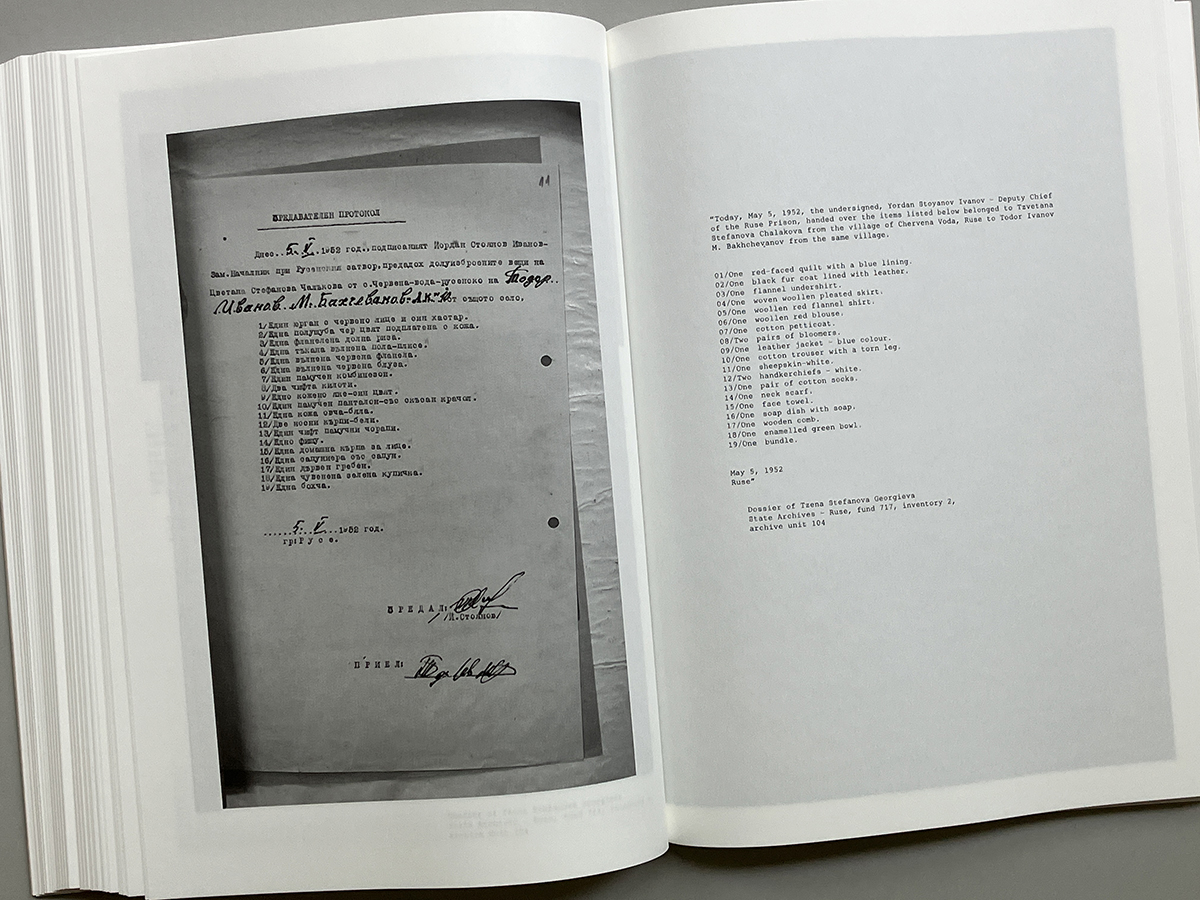 11
ПРЕДАВАТЕЛЕН ПРОТОКОЛ
Днес..5.V..1952 год.,подписаният Йордан Стоянов Иванов-
Зам.Началник при Русенския затвор,предадох долуизброените вещи на
Цветана Стефанова Чалъкова от с.Червена-вода-русенско на Тодор..
Иванов М. Бахчеванов от същото село,
1/Един юрган с червено лице и син хастар.
2/Една полушуба чер цвят подплатена с кожа.
3/Една фланелена долна риза.
4/Една тъкана вълнена пола-плисе.
5/Една вълнена червена фланела.
6/Една вълнена червена блуза.
7/Един памучен комбинезон.
8/Два чифта килоти.
9/Едно кожено яке-син цвят.
10/Един памучен панталон-със скъсан крачол.
11/Една кожа овча-бяла.
12/Две носни кърпи-бели.
13/Един чифт памучни чорапи.
14/Едно фишу.
15/Една домашна кърпа за лице.
16/Една сапуниера със сапун.
17/Един дървен гребен.
18/Една чувенена зелена купичка.
19/Една бохча.
.....5..V...1952 год.
гр:Русе.
ПРЕДАЛ:
/Й.Стоянов/
ПРИЕЛ:
"Today, May 5, 1952, the undersigned, Yordan Stoyanov Ivanov – Deputy Chief
of the Ruse Prison, handed over the items listed below belonged to Tzvetana
Stefanova Chalakova from the village of Chervena Voda, Ruse to Todor Ivanov
M. Bakhchevanov from the same village.
01/One red-faced quilt with a blue lining.
02/One black fur coat lined with leather.
03/One flannel undershirt.
04/One woven woollen pleated skirt.
05/One woollen red flannel shirt.
06/One woollen red blouse.
07/One cotton petticoat.
08/Two pairs of bloomers.
09/One leather jacket – blue colour.
10/One cotton trouser with a torn leg.
11/One sheepskin-white.
12/Two handkerchiefs – white.
13/One pair of cotton socks.
14/One neck scarf.
15/One face towel.
16/One soap dish with soap.
17/One wooden comb.
18/One enamelled green bowl.
19/One bundle.
May 5, 1952
Ruse"
Dossier of Tzena Stefanova Georgieva
State Archives – Ruse, fund 717, inventory 2,
archive unit 104